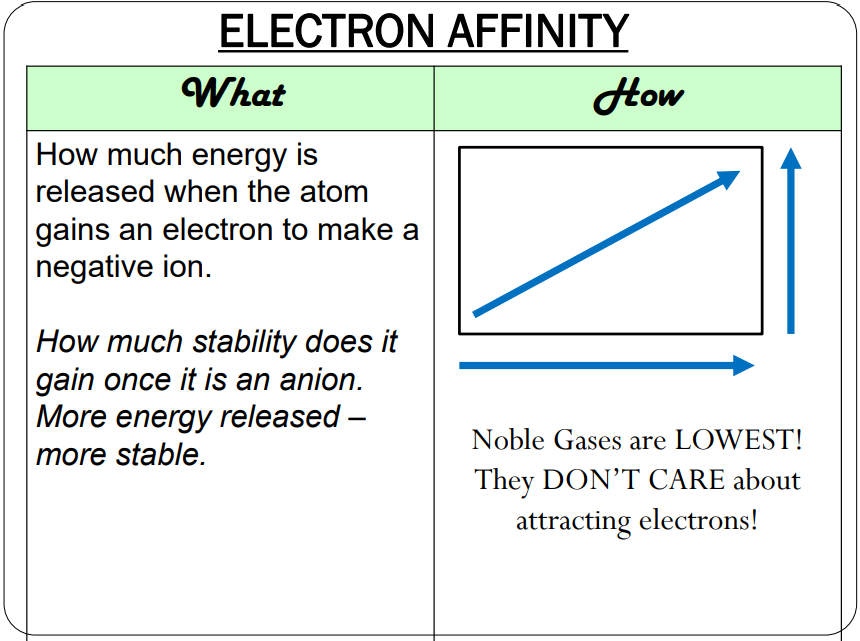 ELECTRON AFFINITY
What
How
How much energy is
released when the atom
gains an electron to make a
negative ion.
How much stability does it
gain once it is an anion.
More energy released –
more stable.
Noble Gases are LOWEST!
They DON’T CARE about
attracting electrons!